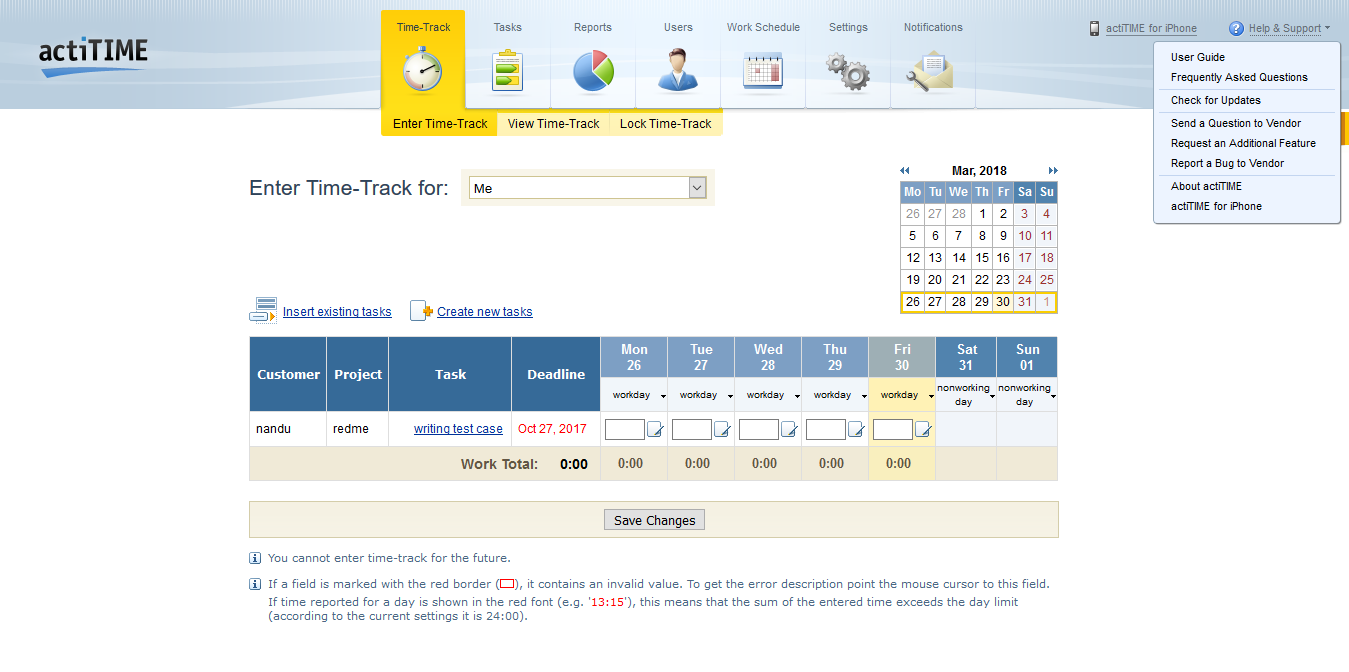 actiTIME
Time-Track Tasks Reports Users Work Schedule Settings Notifications
actiTIME for iPhone ? Help & Support
User Guide
Frequently Asked Questions
Check for Updates
Send a Question to Vendor
Request an Additional Feature
Report a Bug to Vendor
About actiTIME
actiTIME for iPhone
Enter Time-Track View Time-Track Lock Time-Track
Enter Time-Track for: Me
Mar, 2018
Mo Tu We Th Fr Sa Su
26 27 28 1 2 3 4
5 6 7 8 9 10 11
12 13 14 15 16 17 18
19 20 21 22 23 24 25
26 27 28 29 30 31 1
Insert existing tasks Create new tasks
Customer Project Task Deadline Mon 26 Tue 27 Wed 28 Thu 29 Fri 30 Sat 31 Sun 01
workday workday workday workday workday nonworking day nonworking day
nandu redme writing test case Oct 27, 2017
Work Total: 0:00 0:00 0:00 0:00 0:00 0:00
Save Changes
You cannot enter time-track for the future.
If a field is marked with the red border ( ), it contains an invalid value. To get the error description point the mouse cursor to this field.
If time reported for a day is shown in the red font (e.g. '13:15'), this means that the sum of the entered time exceeds the day limit
(according to the current settings it is 24:00).